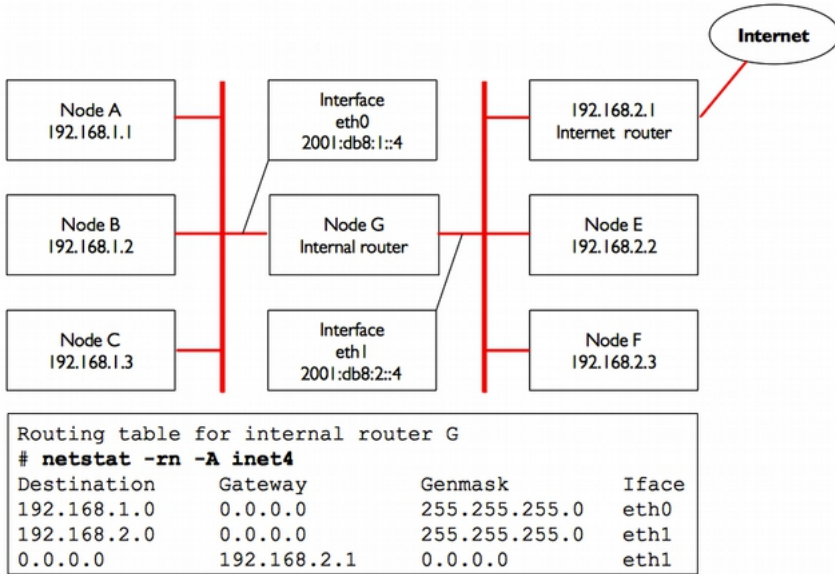 Internet
Node A
192.168.1.1
Interface
eth0
2001:db8:1::4
192.168.2.1
Internet router
Node B
192.168.1.2
Node G
Internal router
Node E
192.168.2.2
Node C
192.168.1.3
Interface
eth1
2001:db8:2::4
Node F
192.168.2.3
Routing table for internal router G
# netstat -rn -A inet4
Destination Gateway Genmask Iface
192.168.1.0 0.0.0.0 255.255.255.0 eth0
192.168.2.0 0.0.0.0 255.255.255.0 eth1
0.0.0.0 192.168.2.1 0.0.0.0 eth1